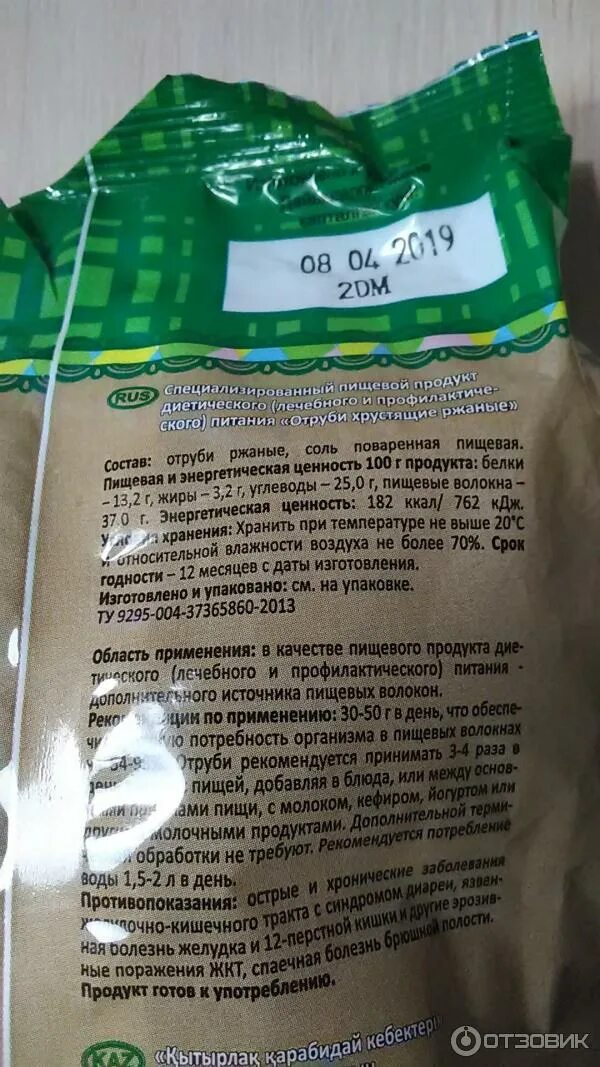 08 04 2019
2DM
RUS Специализированный пищевой продукт
диетического (лечебного и профилактиче-
ского) питания «Отруби хрустящие ржаные»
Состав: отруби ржаные, соль поваренная пищевая.
Пищевая и энергетическая ценность 100 г продукта: белки
– 13,2 г, жиры – 3,2 г, углеводы – 25,0 г, пищевые волокна –
37.0 г. Энергетическая ценность: 182 ккал/ 762 кДж.
хранения: Хранить при температуре не выше 20°С
и относительной влажности воздуха не более 70%. Срок
годности – 12 месяцев с даты изготовления.
Изготовлено и упаковано: см. на упаковке.
ТУ 9295-004-37365860-2013
Область применения: в качестве пищевого продукта дие-
тического (лечебного и профилактического) питания -
дополнительного источника пищевых волокон.
по применению: 30-50 г в день, что обеспе-
потребность организма в пищевых волокнах
Отруби рекомендуется принимать 3-4 раза в
пищей, добавляя в блюда, или между основ-
пищи, с молоком, кефиром, йогуртом или
молочными продуктами. Дополнительной терми-
обработки не требуют. Рекомендуется потребление
воды 1,5-2 л в день.
Противопоказания: острые и хронические заболевания
желудочно-кишечного тракта с синдромом диареи, язвен-
ная болезнь желудка и 12-перстной кишки и другие эрозив-
ные поражения ЖКТ, спаечная болезнь брюшной полости.
Продукт готов к употреблению.
KAZ «Қытырлақ қарабидай кебектері
ОТЗОВИК